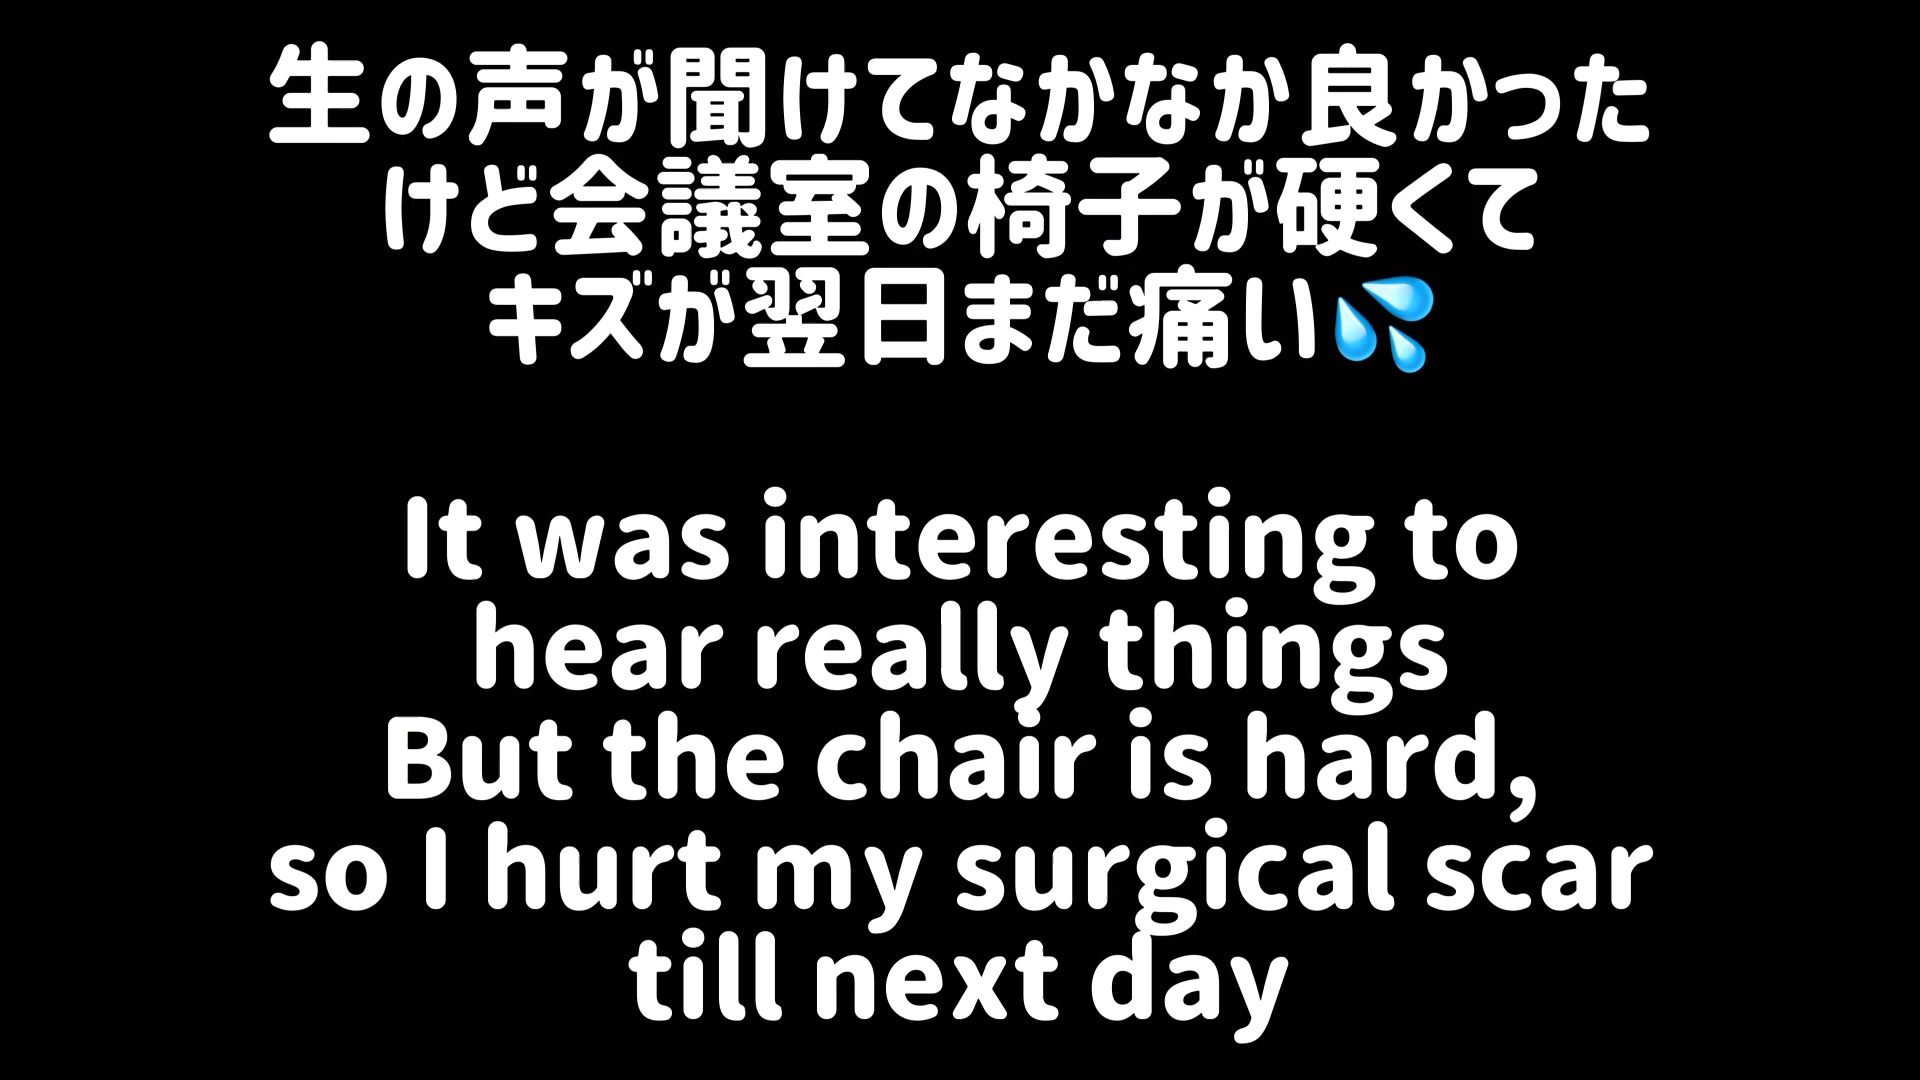 生の声が聞けてなかなか良かった
けど会議室の椅子が硬くて
キズが翌日まだ痛い💦
It was interesting to
hear really things
But the chair is hard,
so I hurt my surgical scar
till next day